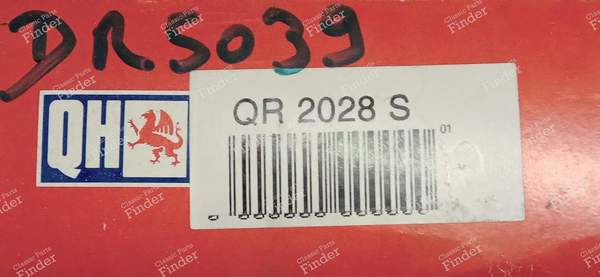 DR5039
QH
QR 2028 S
01
Classic Parts
Finder